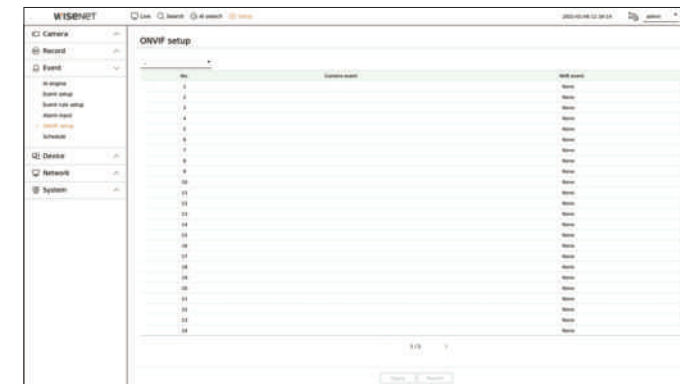 WISENET
Live Search AI search Setup
admin
Camera
Record
Event
AI engine
Event setup
Event rule setup
Alarm input
ONVIF setup
Schedule
Device
Network
System
ONVIF setup
No Camera event NVR event
1 None
2 None
3 None
4 None
5 None
6 None
7 None
8 None
9 None
10 None
11 None
12 None
13 None
14 None
15 None
16 None
17 None
18 None
19 None
20 None
21 None
22 None
23 None
24 None
Apply Revert